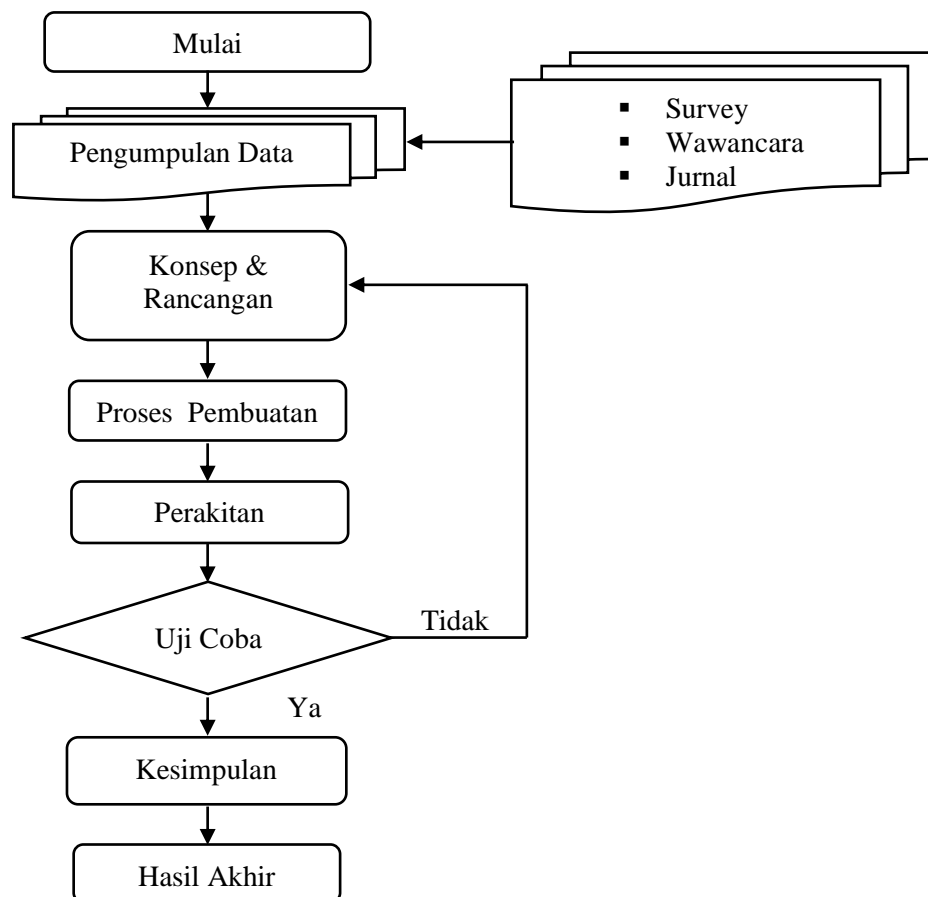 Mulai
Pengumpulan Data
▪ Survey
▪ Wawancara
▪ Jurnal
Konsep &
Rancangan
Proses Pembuatan
Perakitan
Uji Coba
Tidak
Ya
Kesimpulan
Hasil Akhir